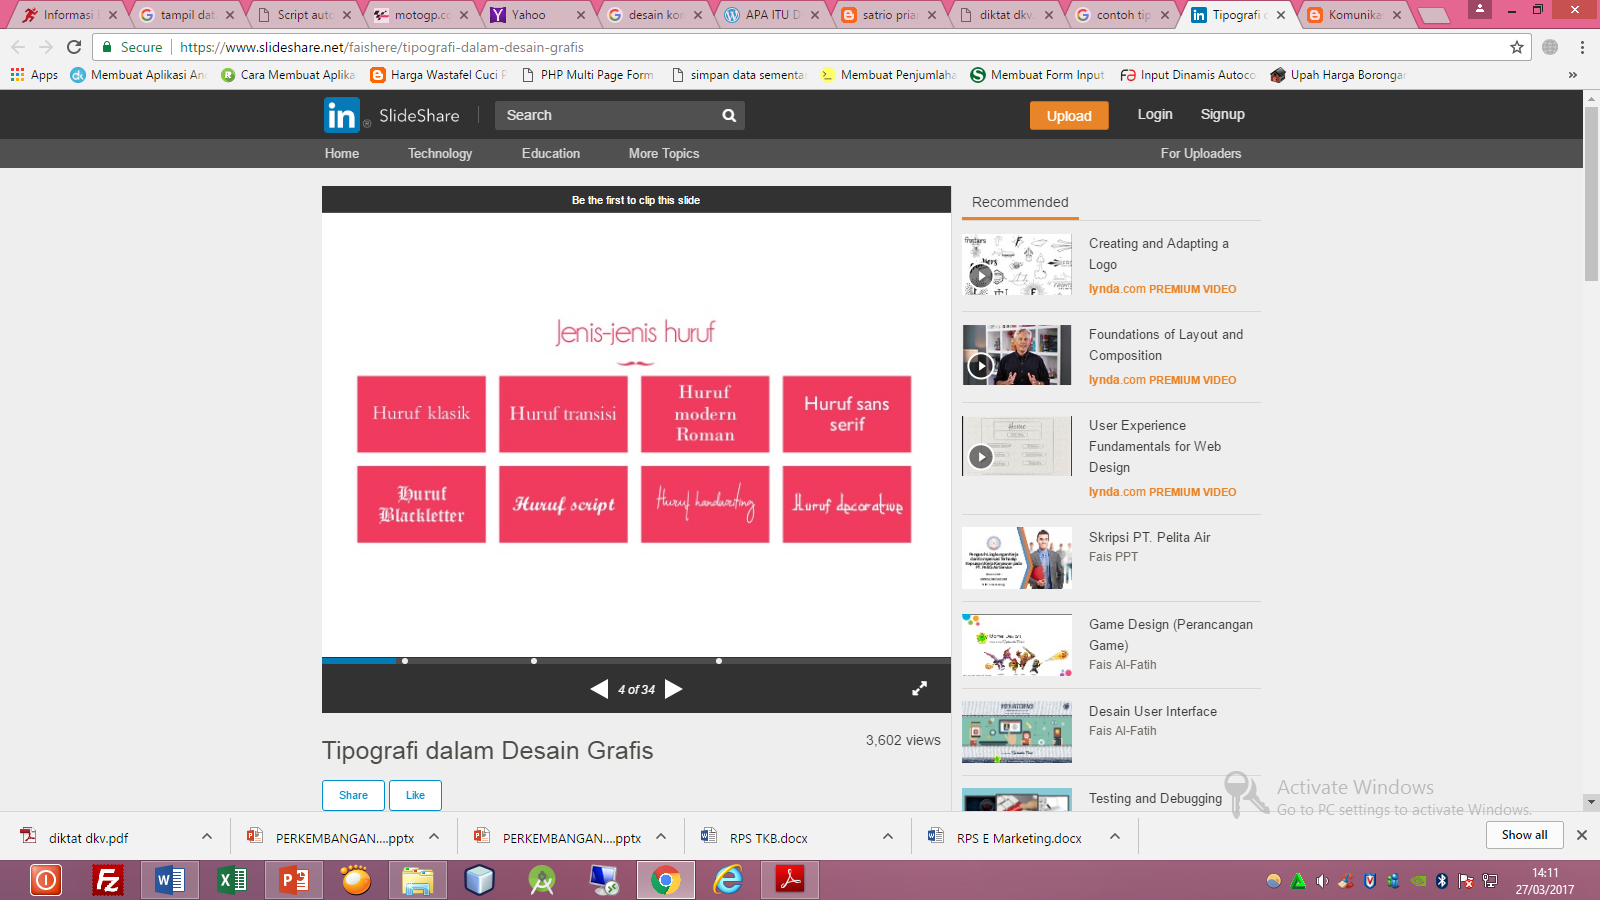 Informasi
tampil dat
Script auto
motogp.co
Yahoo
desain kor
APA ITU D
satrio pria
diktat dkv.
contoh tip
Tipografi
Komunika
Secure
https://www.slideshare.net/faishere/tipografi-dalam-desain-grafis
Apps
Membuat Aplikasi An
Cara Membuat Aplika
Harga Wastafel Cuci
PHP Multi Page Form
simpan data sementa
Membuat Penjumlaha
Membuat Form Input
Input Dinamis Autoco
Upah Harga Borongan
in SlideShare
Search
Upload
Login
Signup
Home
Technology
Education
More Topics
For Uploaders
Be the first to clip this slide
Jenis-jenis huruf
Huruf klasik
Huruf transisi
Huruf
modern
Roman
Huruf sans
serif
Huruf
Blackletter
Huruf script
Huruf handwriting
Huruf decorative
4 of 34
Tipografi dalam Desain Grafis
3,602 views
Share
Like
Recommended
Creating and Adapting a
Logo
lynda.com PREMIUM VIDEO
Foundations of Layout and
Composition
lynda.com PREMIUM VIDEO
Home
User Experience
Fundamentals for Web
Design
lynda.com PREMIUM VIDEO
Skripsi PT. Pelita Air
Fais PPT
Game Design (Perancangan
Game)
Fais Al-Fatih
Desain User Interface
Fais Al-Fatih
Testing and Debugging
Activate Windows
Go to PC settings to activate Windows.
diktat dkv.pdf
PERKEMBANGAN....pptx
PERKEMBANGAN....pptx
RPS TKB.docx
RPS E Marketing.docx
Show all
14:11
27/03/2017